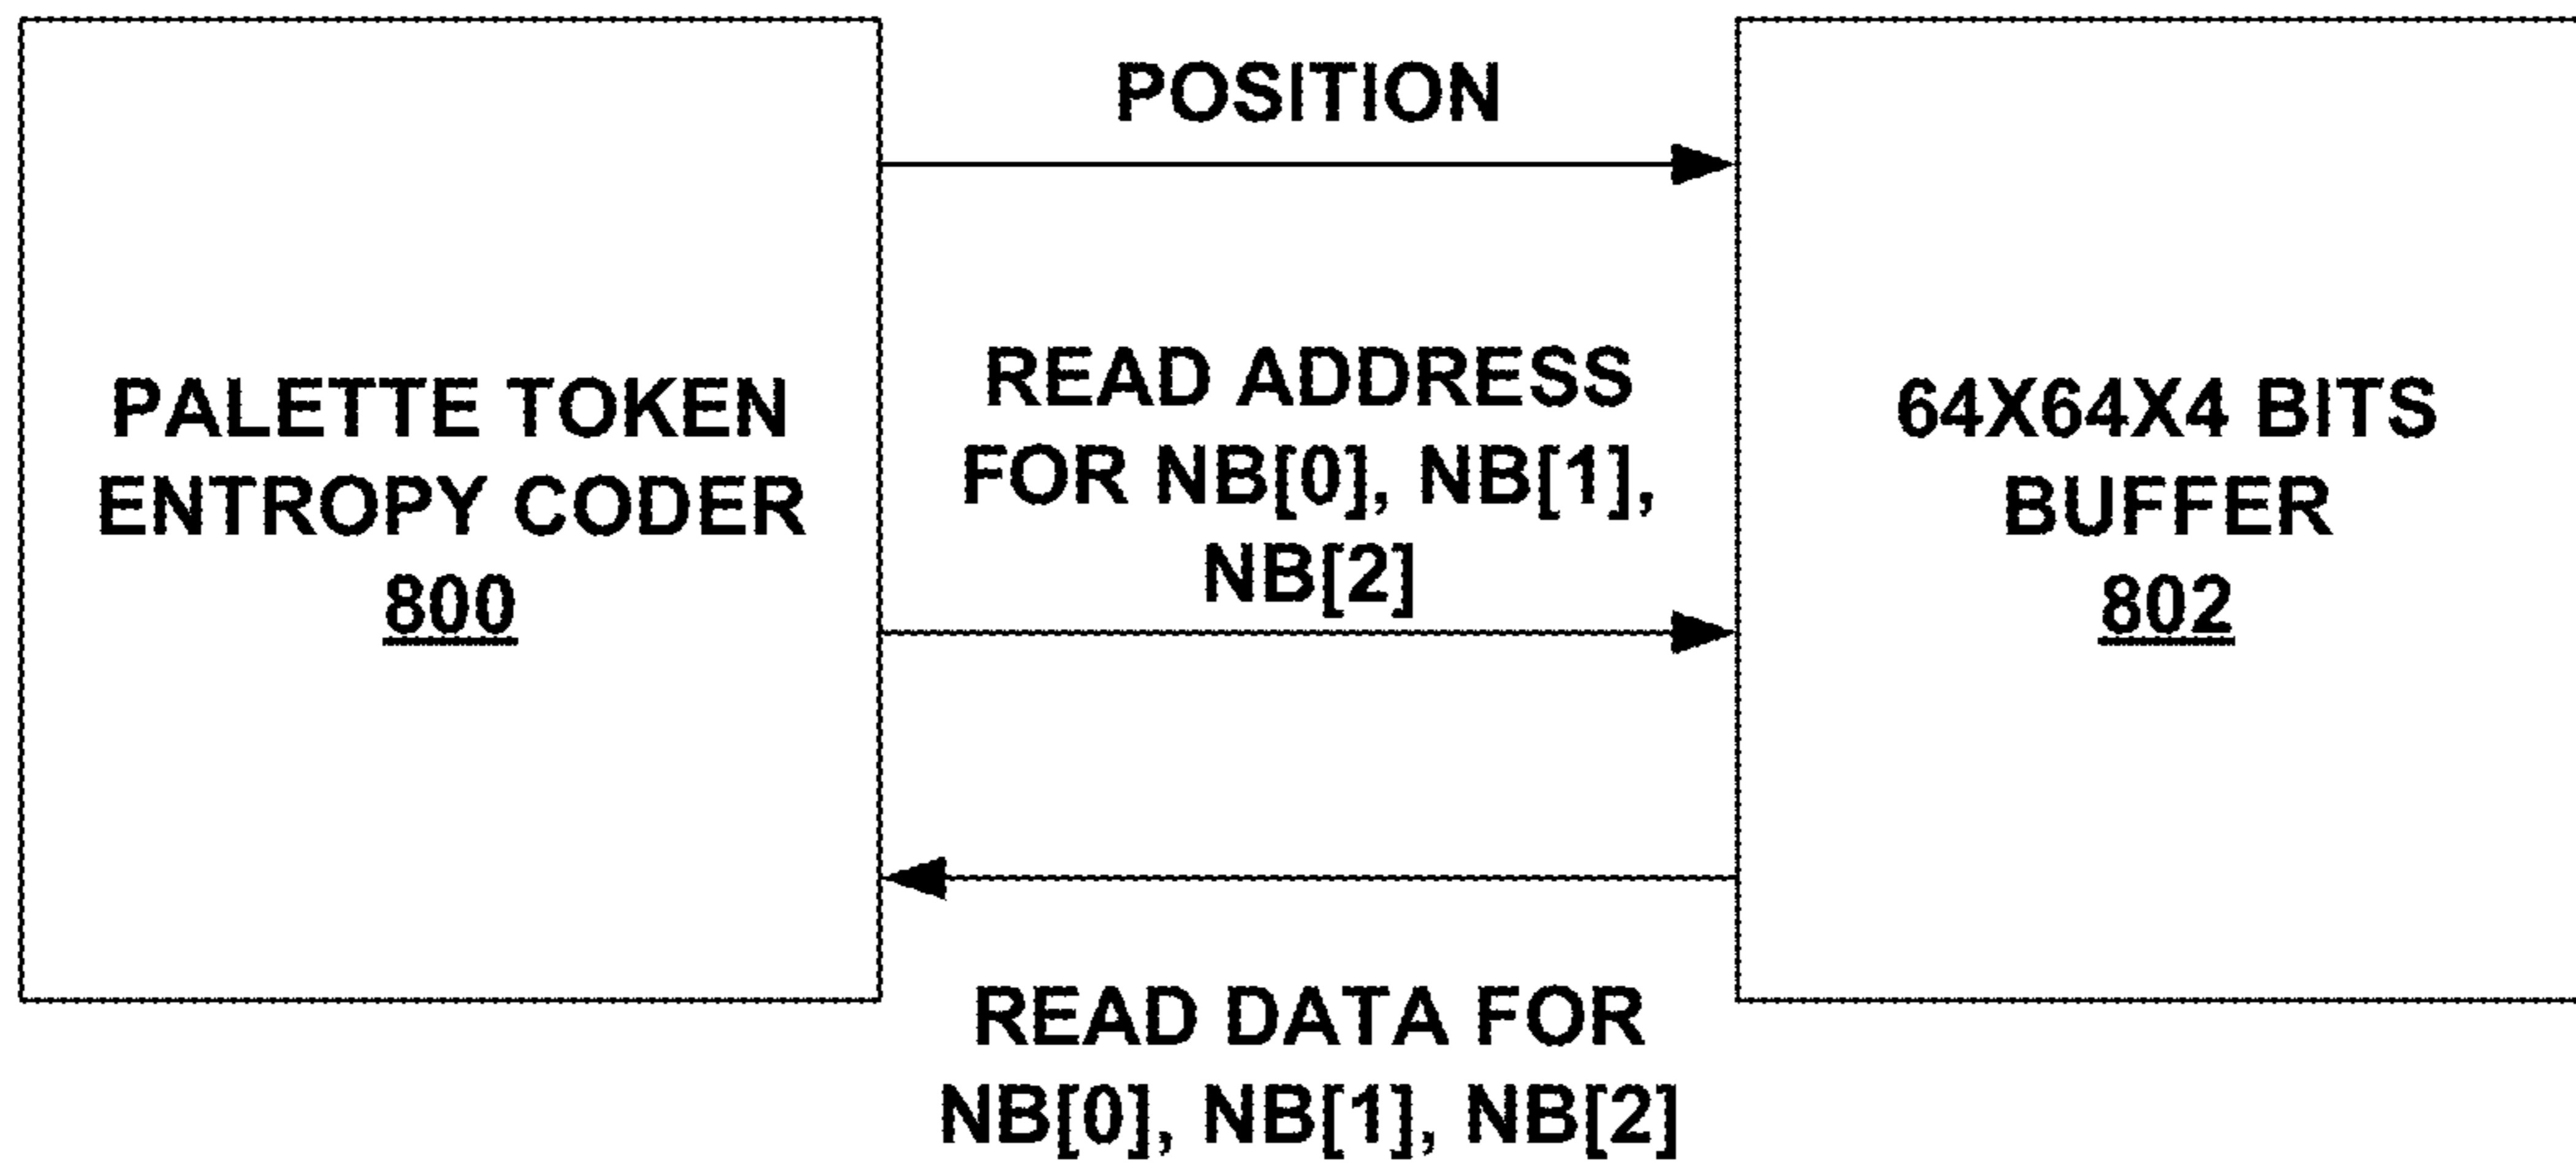 PALETTE TOKEN
ENTROPY CODER
800
POSITION
READ ADDRESS
FOR NB[0], NB[1],
NB[2]
READ DATA FOR
NB[0], NB[1], NB[2]
64X64X4 BITS
BUFFER
802